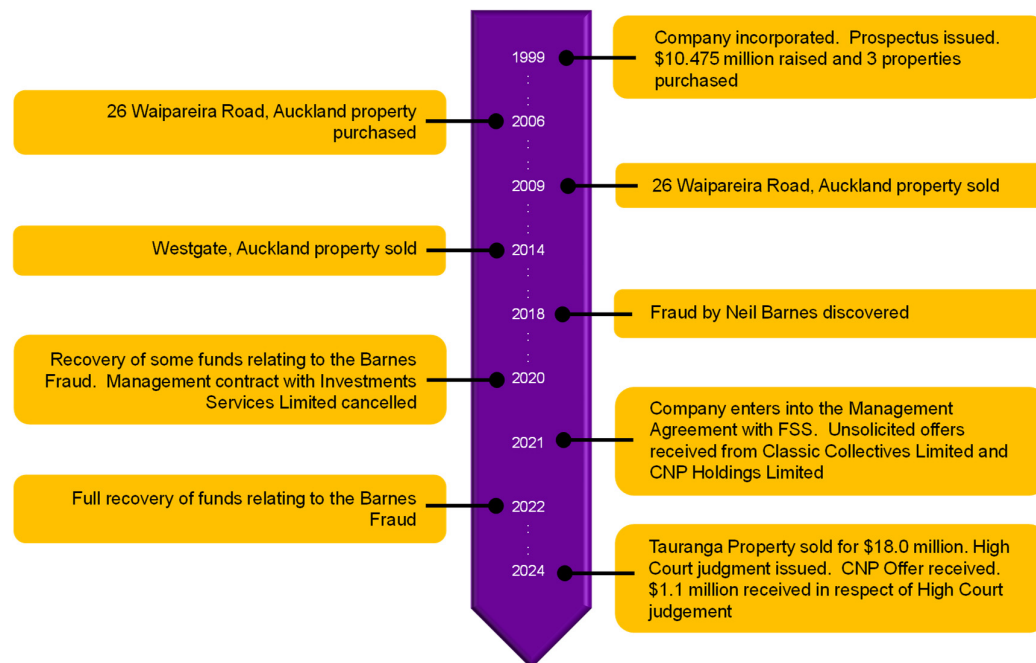 1999
Company incorporated. Prospectus issued.
$10.475 million raised and 3 properties
purchased
26 Waipareira Road, Auckland property
purchased
2006
2009
26 Waipareira Road, Auckland property sold
Westgate, Auckland property sold
2014
2018
Fraud by Neil Barnes discovered
Recovery of some funds relating to the Barnes
Fraud. Management contract with Investments
Services Limited cancelled
2020
2021
Company enters into the Management
Agreement with FSS. Unsolicited offers
received from Classic Collectives Limited and
CNP Holdings Limited
Full recovery of funds relating to the Barnes
Fraud
2022
2024
Tauranga Property sold for $18.0 million. High
Court judgment issued. CNP Offer received.
$1.1 million received in respect of High Court
judgement